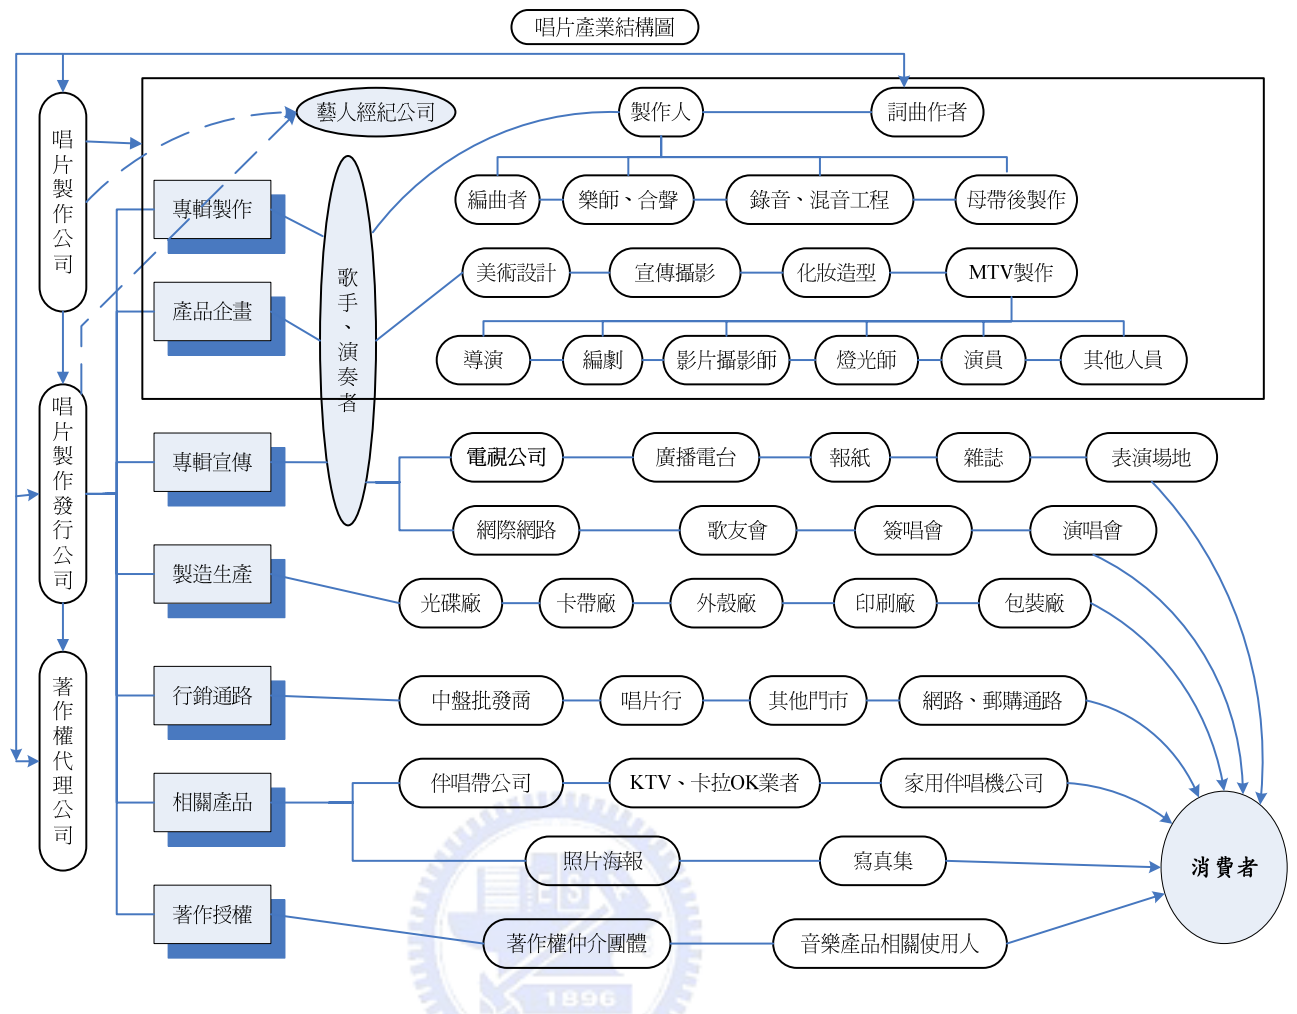 唱片產業結構圖
唱片製作公司
藝人經紀公司
製作人
詞曲作者
專輯製作
編曲者
樂師、合聲
錄音、混音工程
母帶後製作
歌手、演奏者
美術設計
宣傳攝影
化妝造型
MTV製作
產品企畫
導演
編劇
影片攝影師
燈光師
演員
其他人員
唱片製作發行公司
專輯宣傳
電視公司
廣播電台
報紙
雜誌
表演場地
網際網路
歌友會
簽唱會
演唱會
製造生產
光碟廠
卡帶廠
外殼廠
印刷廠
包裝廠
著作權代理公司
行銷通路
中盤批發商
唱片行
其他門市
網路、郵購通路
相關產品
伴唱帶公司
KTV、卡拉OK業者
家用伴唱機公司
照片海報
寫真集
消費者
著作授權
著作權仲介團體
音樂產品相關使用人
1896